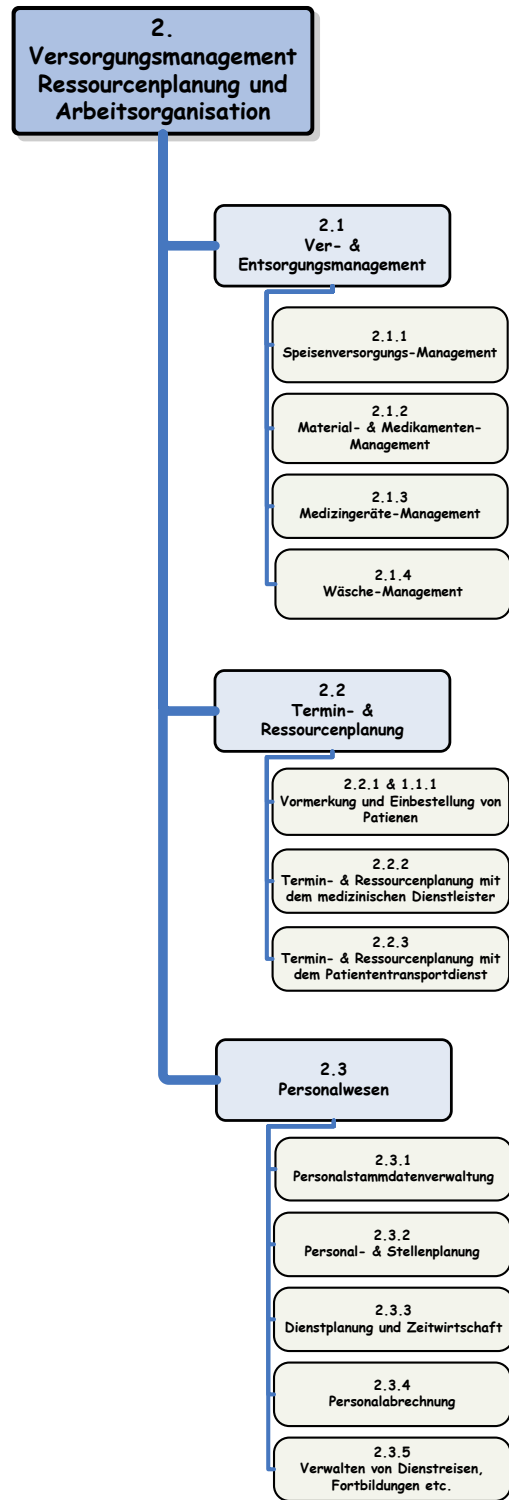 2.
Versorgungsmanagement
Ressourcenplanung und
Arbeitsorganisation
2.1
Ver- &
Entsorgungsmanagement
2.1.1
Speisenversorgungs-Management
2.1.2
Material- & Medikamenten-
Management
2.1.3
Medizingeräte-Management
2.1.4
Wäsche-Management
2.2
Termin- &
Ressourcenplanung
2.2.1 & 1.1.1
Vormerkung und Einbestellung von
Patienen
2.2.2
Termin- & Ressourcenplanung mit
dem medizinischen Dienstleister
2.2.3
Termin- & Ressourcenplanung mit
dem Patiententransportdienst
2.3
Personalwesen
2.3.1
Personalstammdatenverwaltung
2.3.2
Personal- & Stellenplanung
2.3.3
Dienstplanung und Zeitwirtschaft
2.3.4
Personalabrechnung
2.3.5
Verwalten von Dienstreisen,
Fortbildungen etc.